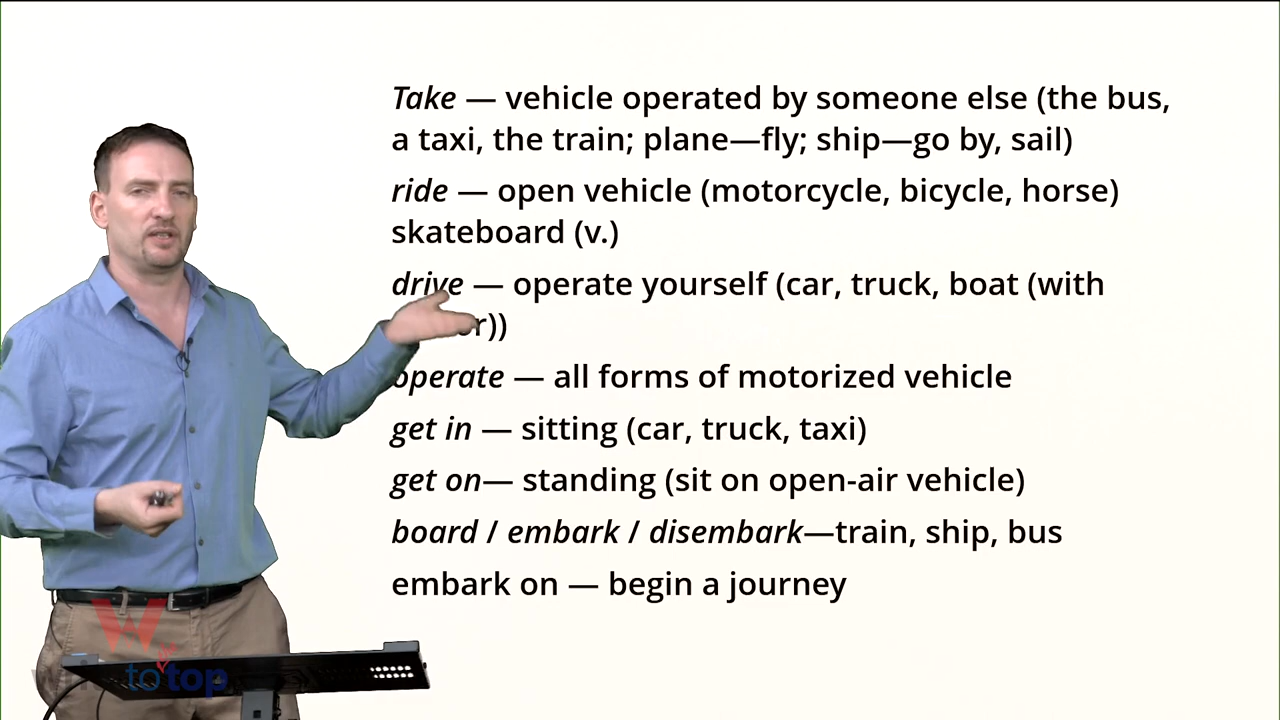 Take — vehicle operated by someone else (the bus,
a taxi, the train; plane—fly; ship—go by, sail)
ride — open vehicle (motorcycle, bicycle, horse)
skateboard (v.)
drive — operate yourself (car, truck, boat (with
r))
operate — all forms of motorized vehicle
get in — sitting (car, truck, taxi)
get on— standing (sit on open-air vehicle)
board / embark / disembark—train, ship, bus
embark on — begin a journey
to top